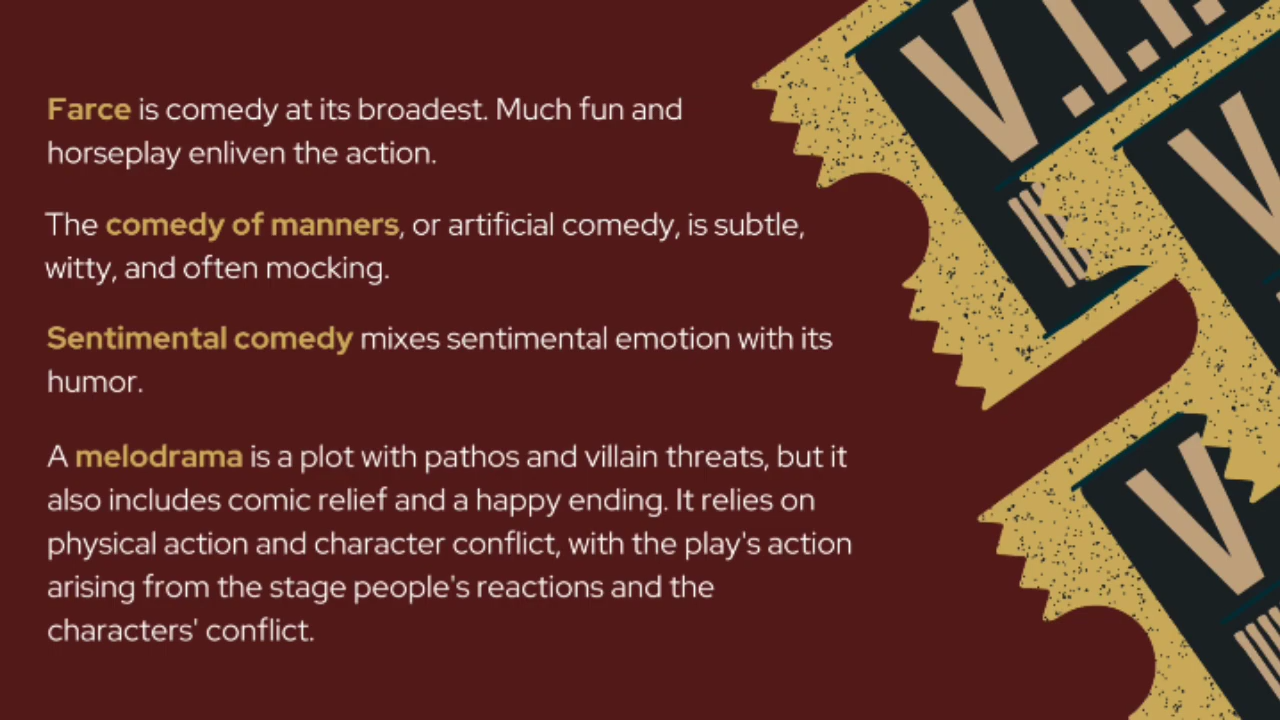 Farce is comedy at its broadest. Much fun and
horseplay enliven the action.
The comedy of manners, or artificial comedy, is subtle,
witty, and often mocking.
Sentimental comedy mixes sentimental emotion with its
humor.
A melodrama is a plot with pathos and villain threats, but it
also includes comic relief and a happy ending. It relies on
physical action and character conflict, with the play's action
arising from the stage people's reactions and the
characters' conflict.
V.I.P.
V
V